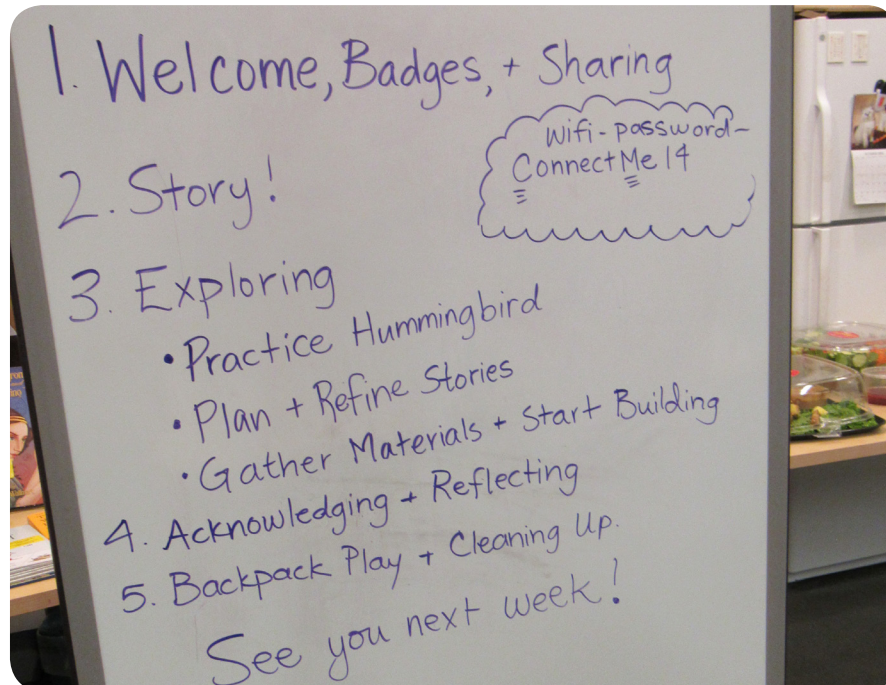 1. Welcome, Badges, + Sharing
Wifi-password-
ConnectMe14
2. Story!
3. Exploring
• Practice Hummingbird
• Plan + Refine Stories
• Gather Materials + Start Building
4. Acknowledging + Reflecting
5. Backpack Play + Cleaning Up.
See you next week!